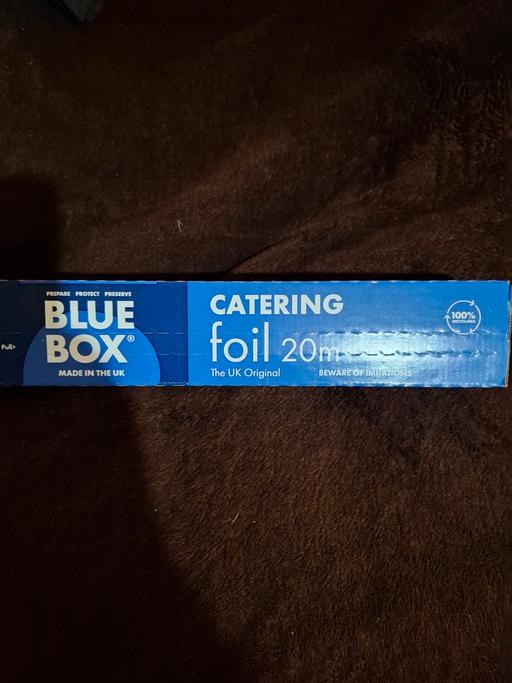 PREPARE PROTECT PRESERVE
BLUE
BOX®
MADE IN THE UK
Pull>
CATERING
foil 20m
The UK Original
BEWARE OF IMITATIONS
100%
RECYCLABLE